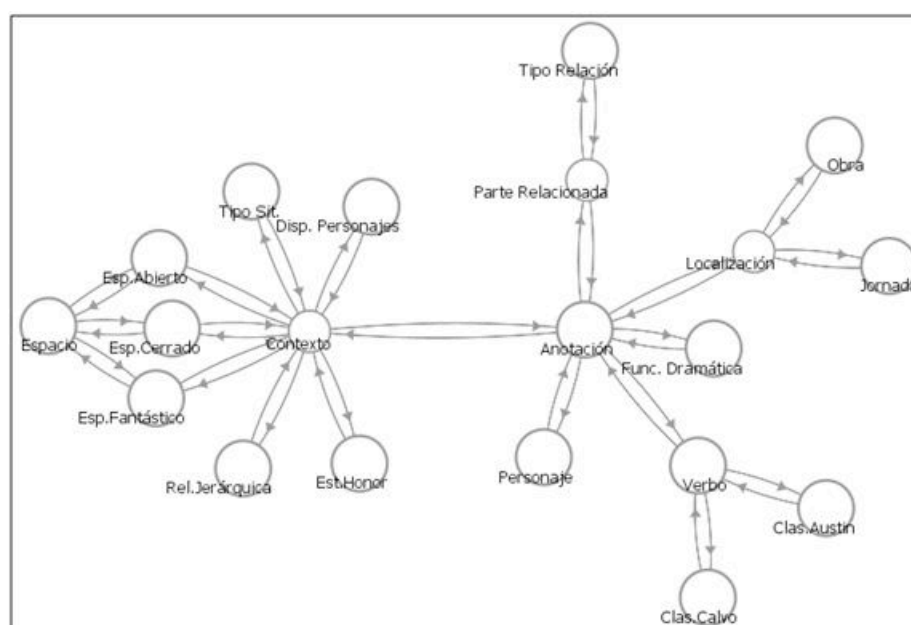 Tipo Relación
Obra
Parte Relacionada
Tipo Sit.
Disp. Personajes
Localización
Esp.Abierto
Jornada
Espacio
Esp.Cerrado
Contexto
Anotación
Func. Dramática
Esp.Fantástico
Personaje
Rel.Jerárquica
Est.Honor
Verbo
Clas.Austin
Clas.Calvo